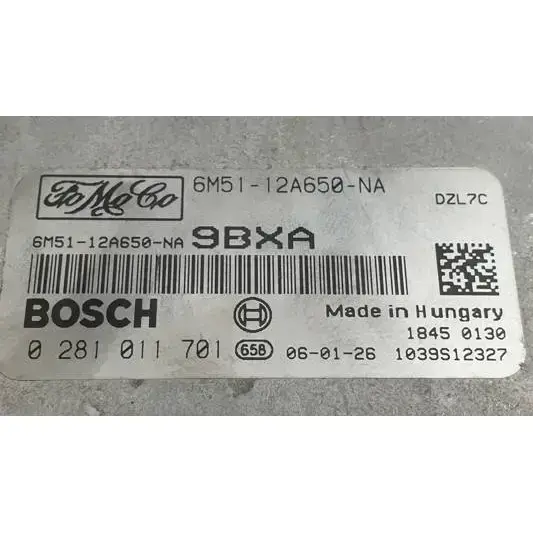 FoMoCo 6M51-12A650-NA
DZL7C
6M51-12A650-NA 9BXA
BOSCH
Made in Hungary
1845 0130
0 281 011 701 65B 06-01-26 1039S12327